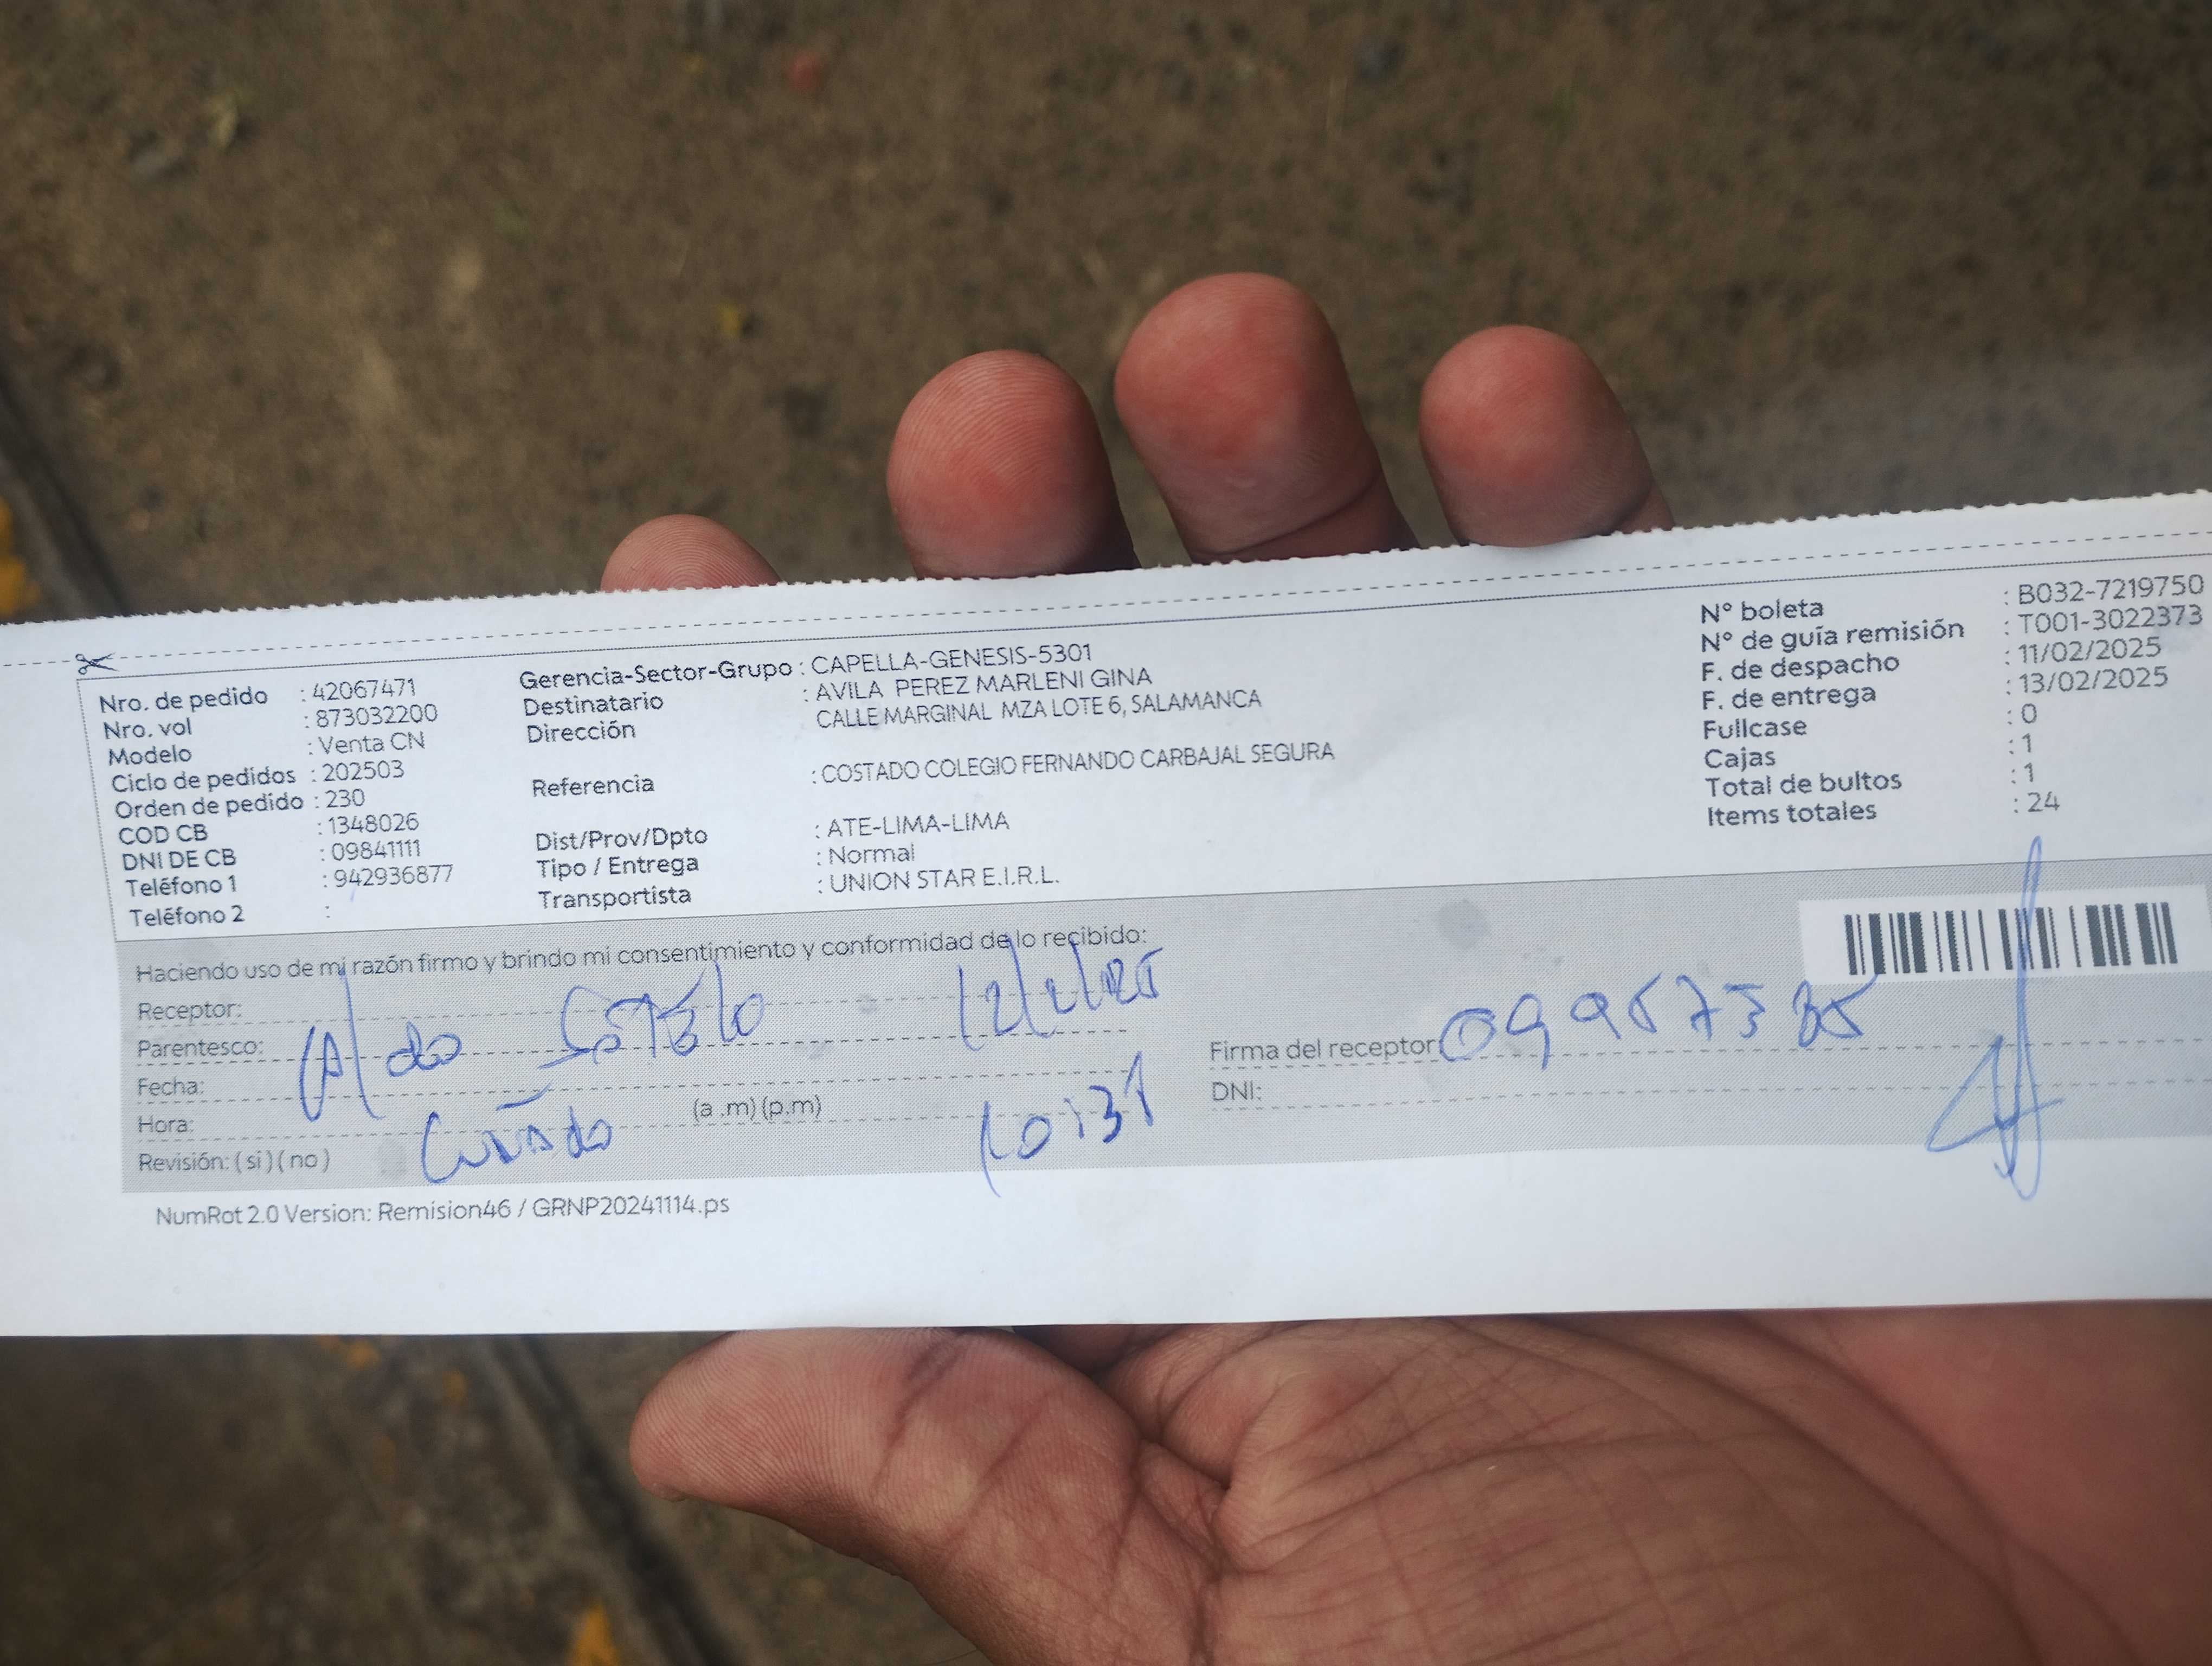 Nro. de pedido : 42067471
Nro. vol : 873032200
Modelo : Venta CN
Ciclo de pedidos : 202503
Orden de pedido : 230
COD CB : 1348026
DNI DE CB : 09841111
Teléfono 1 : 942936877
Teléfono 2 :
Gerencia-Sector-Grupo : CAPELLA-GENESIS-5301
Destinatario : AVILA PEREZ MARLENI GINA
Dirección CALLE MARGINAL MZA LOTE 6, SALAMANCA
Referencia : COSTADO COLEGIO FERNANDO CARBAJAL SEGURA
Dist/Prov/Dpto : ATE-LIMA-LIMA
Tipo / Entrega : Normal
Transportista : UNION STAR E.I.R.L.
N° boleta : B032-7219750
N° de guía remisión : T001-3022373
F. de despacho : 11/02/2025
F. de entrega : 13/02/2025
Fullcase : 0
Cajas : 1
Total de bultos : 1
Items totales : 24
Haciendo uso de mi razón firmo y brindo mi consentimiento y conformidad de lo recibido:
Receptor:
Parentesco:
Aldo Sotelo
Fecha:
Hora: (a .m) (p.m)
Cuñado
Revisión: ( si ) ( no )
Firma del receptor
DNI:
NumRot 2.0 Version: Remision46 / GRNP20241114.ps